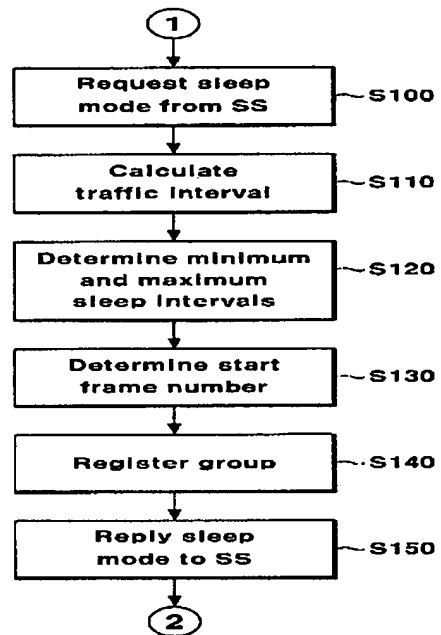 1
Request sleep
mode from SS
S100
Calculate
traffic interval
S110
Determine minimum
and maximum
sleep intervals
S120
Determine start
frame number
S130
Register group
S140
Reply sleep
mode to SS
S150
2